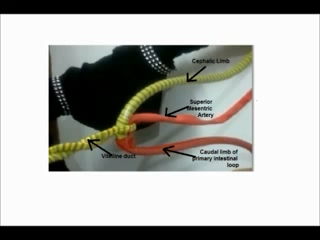 Cephalic Limb
Superior
Mesentric
Artery
Vitelline duct
Caudal limb of
primary intestinal
loop